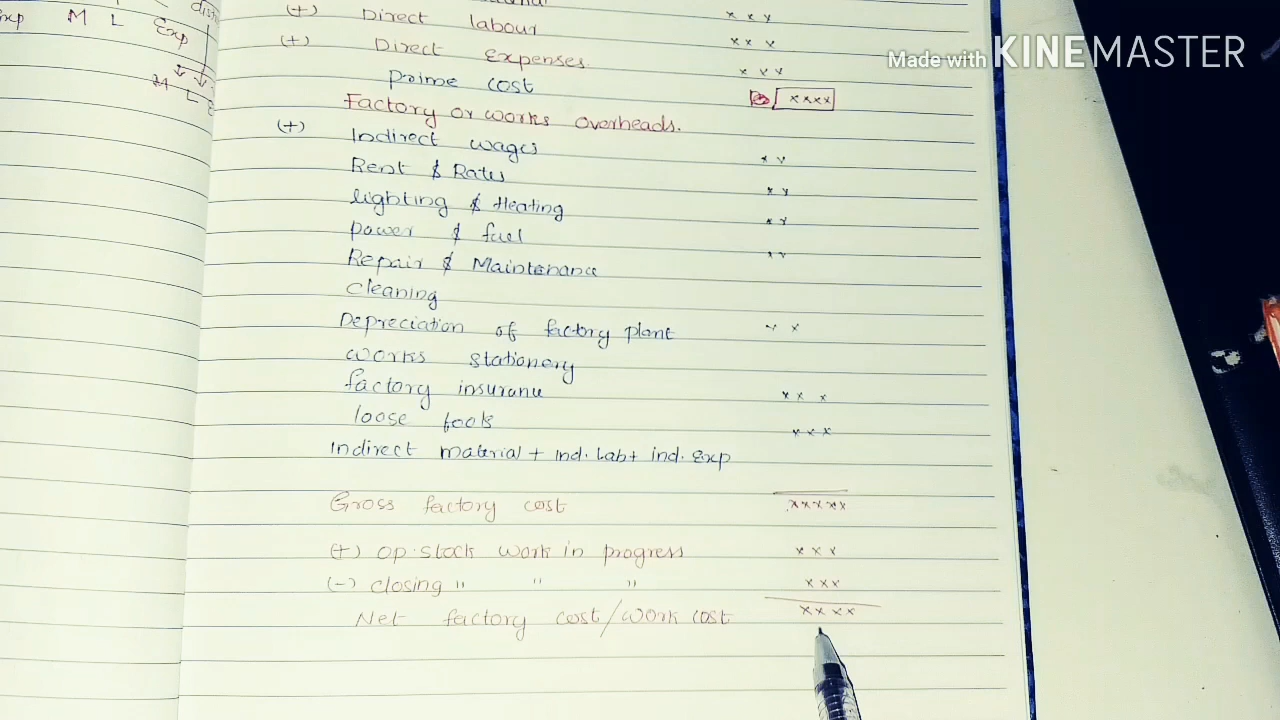 M L Exp
M L
(+) Direct labour xxx
(+) Direct Expenses xxx
prime cost xxx
xxxx
Factory or works overheads.
(+) Indirect wages xx
Rent & Rates xx
lighting & Heating xx
power & fuel xx
Repair & Maintenance
cleaning
Depreciation of factory plant xx
works stationery
factory insurance xxx
loose tools xxx
Indirect material + Ind. Lab + ind. Exp
Gross factory cost xxxxx
(+) op. stock work in progress xxx
(-) closing " " " xxx
Net factory cost/work cost xxxx
Made with KINEMASTER